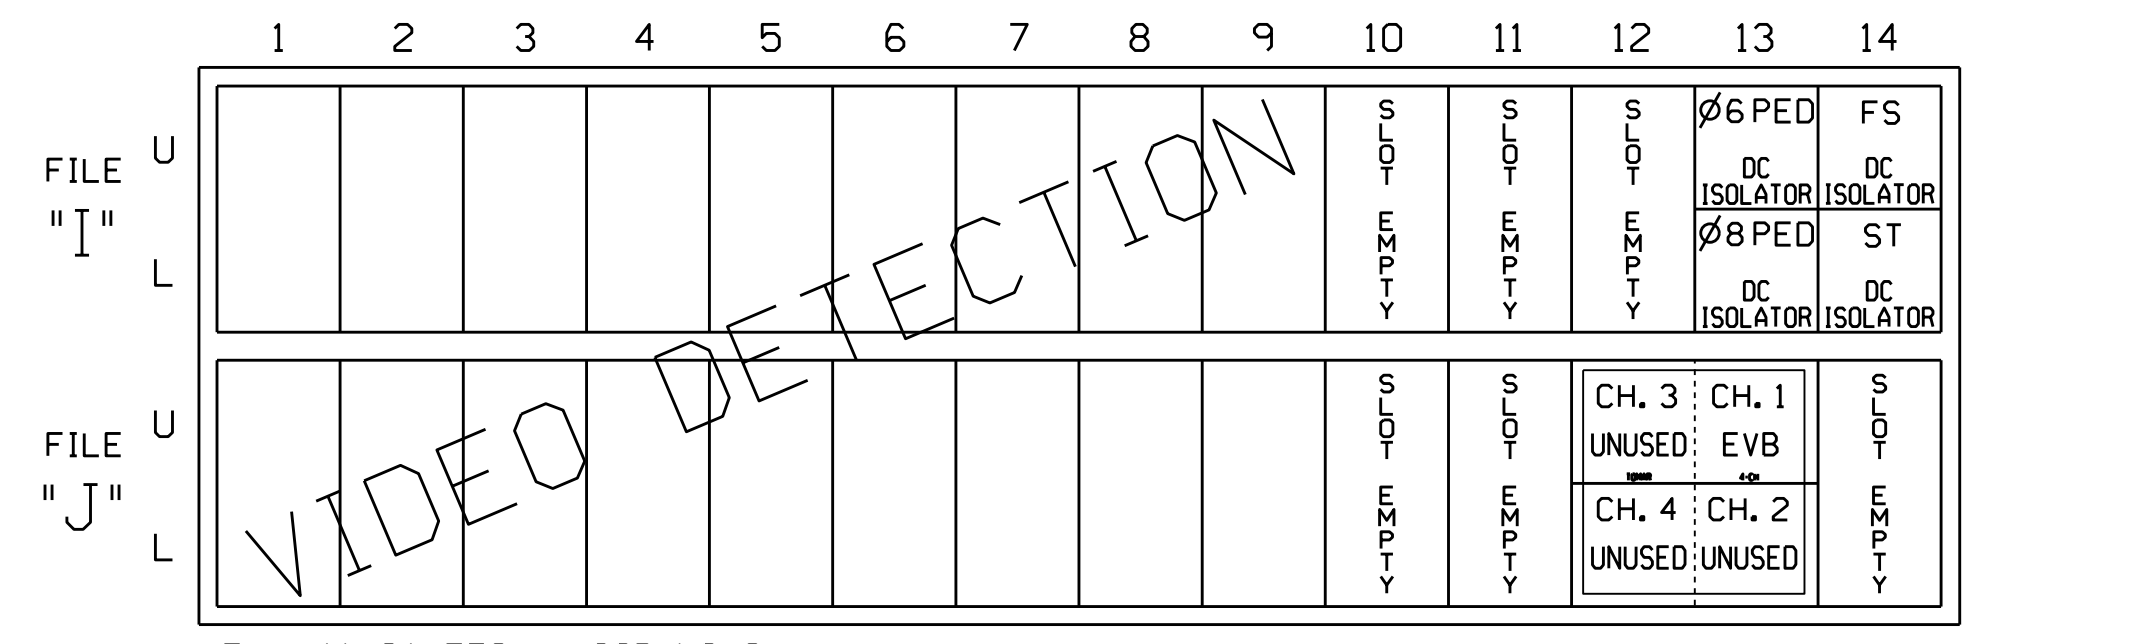 1 2 3 4 5 6 7 8 9 10 11 12 13 14
FILE "I"
U
L
VIDEO DETECTION
SLOT EMPTY
SLOT EMPTY
SLOT EMPTY
Ø6 PED
DC
ISOLATOR
FS
DC
ISOLATOR
Ø8 PED
DC
ISOLATOR
ST
DC
ISOLATOR
FILE "J"
U
L
SLOT EMPTY
SLOT EMPTY
CH. 3
UNUSED
CH. 1
EVB
4-CH
CH. 4
UNUSED
CH. 2
UNUSED
SLOT EMPTY